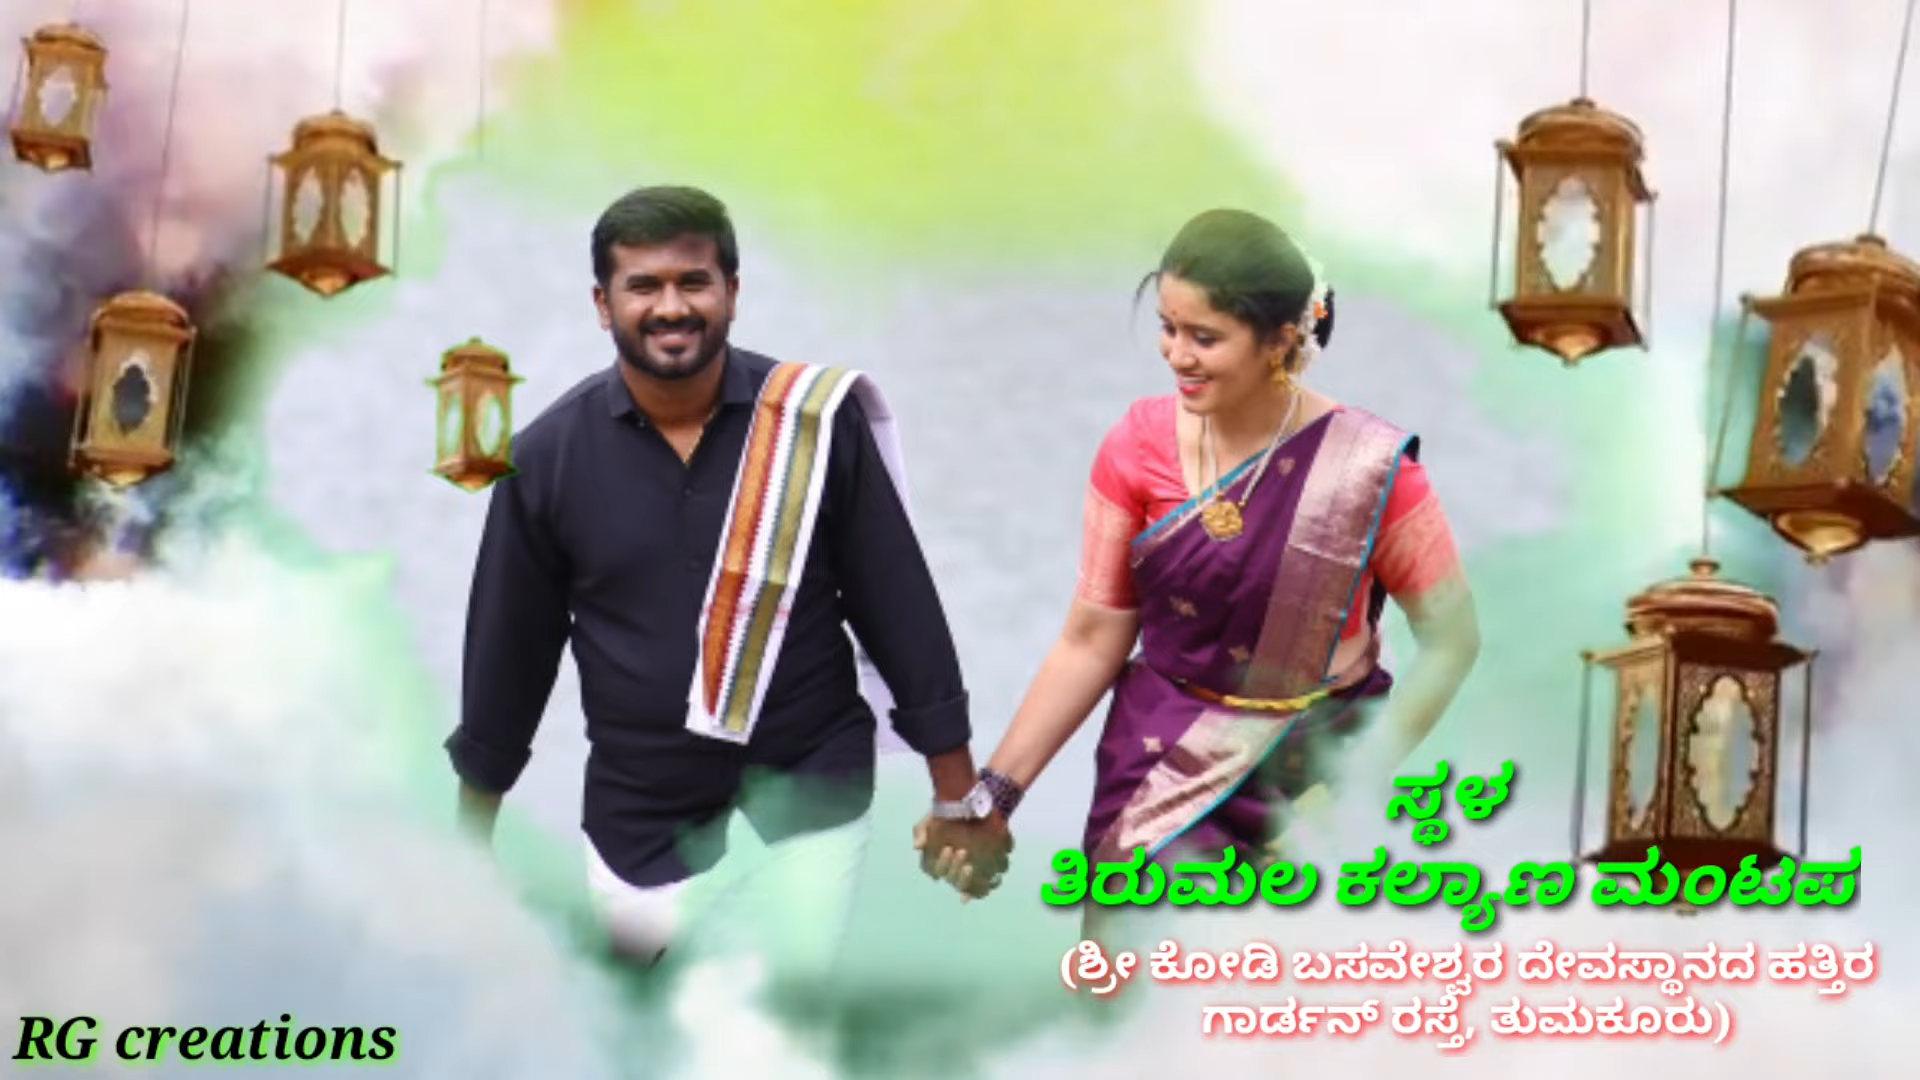 ಸ್ಥಳ
ತಿರುಮಲ ಕಲ್ಯಾಣ ಮಂಟಪ
(ಶ್ರೀ ಕೋಡಿ ಬಸವೇಶ್ವರ ದೇವಸ್ಥಾನದ ಹತ್ತಿರ
ಗಾರ್ಡನ್ ರಸ್ತೆ, ತುಮಕೂರು)
RG creations